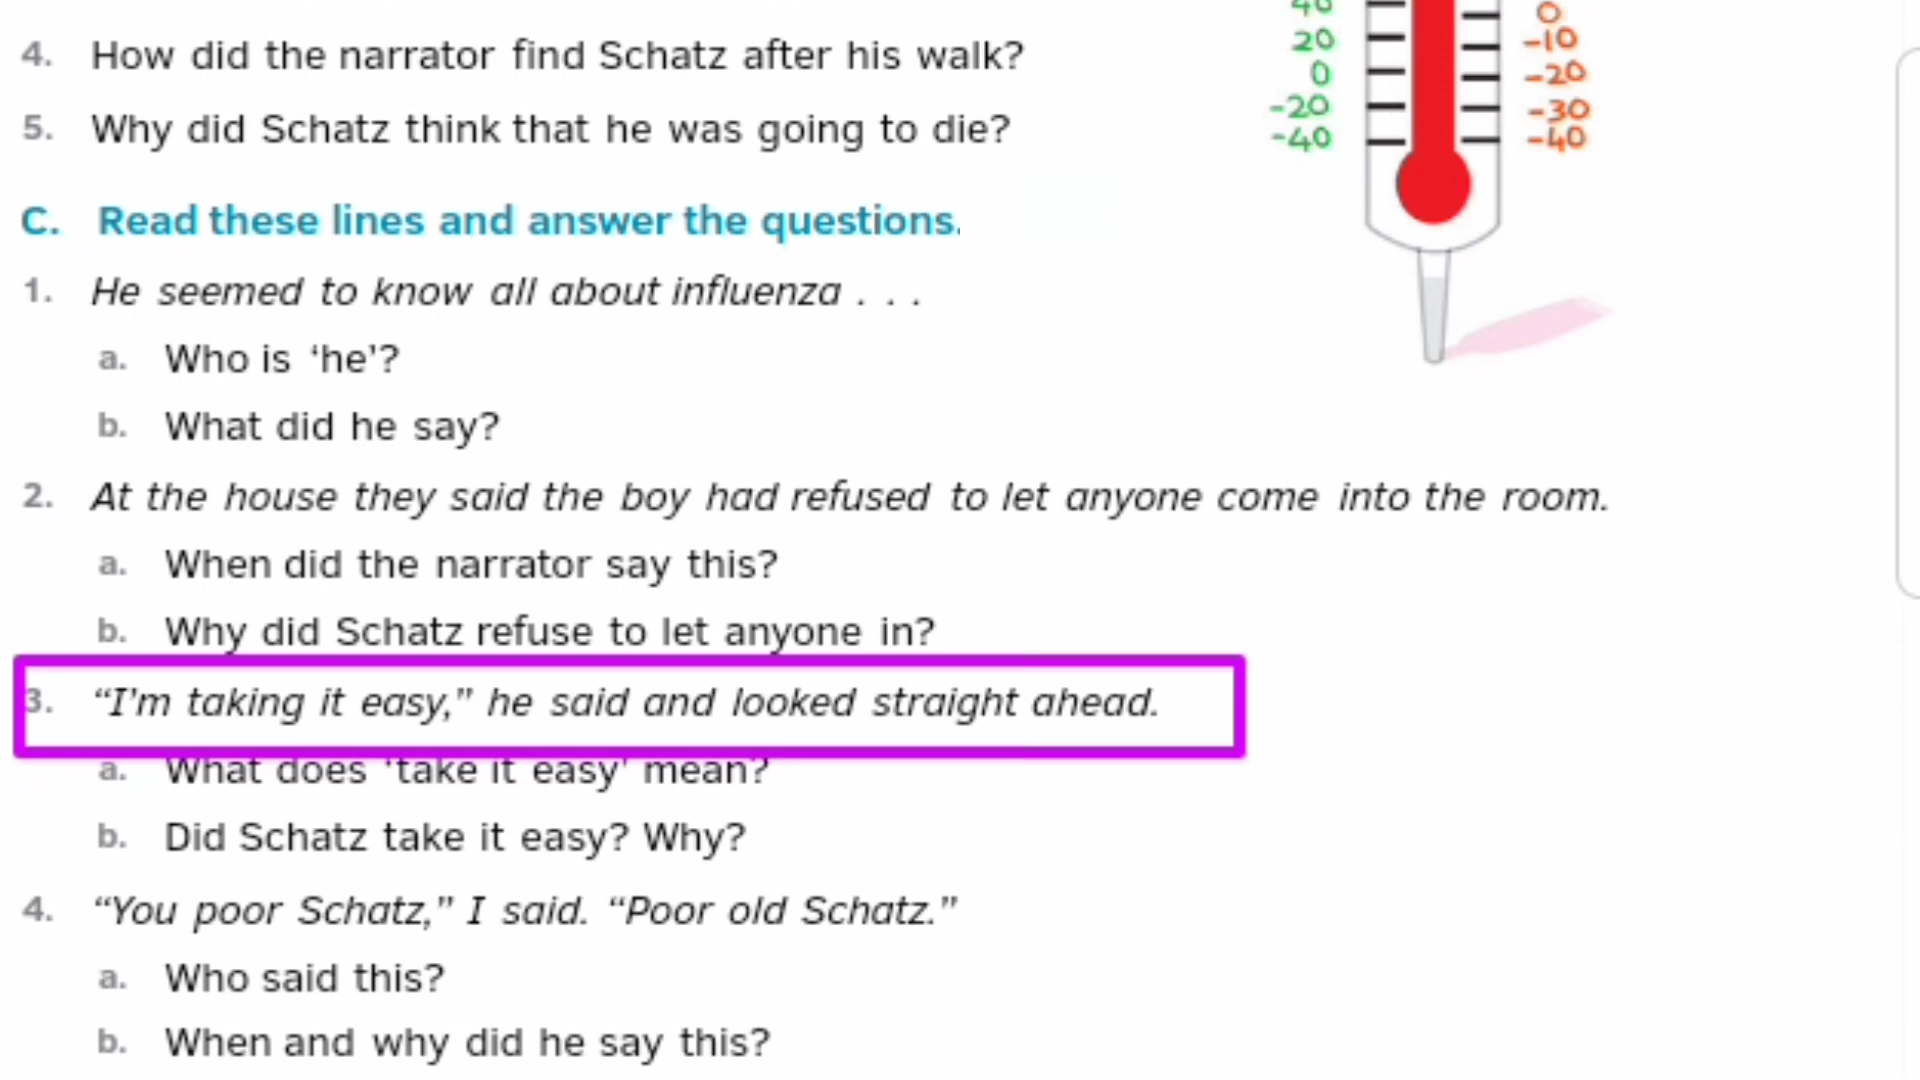 40
0
4. How did the narrator find Schatz after his walk?
20
-10
0
-20
5. Why did Schatz think that he was going to die?
-20
-30
-40
-40
C. Read these lines and answer the questions.
1. He seemed to know all about influenza . . .
a. Who is ‘he’?
b. What did he say?
2. At the house they said the boy had refused to let anyone come into the room.
a. When did the narrator say this?
b. Why did Schatz refuse to let anyone in?
3. “I’m taking it easy,” he said and looked straight ahead.
a. What does ‘take it easy’ mean?
b. Did Schatz take it easy? Why?
4. “You poor Schatz,” I said. “Poor old Schatz.”
a. Who said this?
b. When and why did he say this?